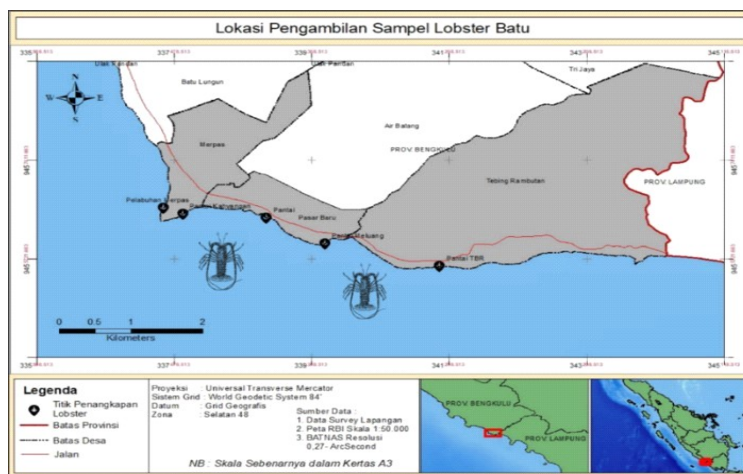 Lokasi Pengambilan Sampel Lobster Batu
N
W E
S
Batu Lungun
Tri Jaya
Air Batang
PROV. BENGKULU
Merpas
Tebing Rambutan
PROV. LAMPUNG
Pelabuhan Merpas
Pantai
Pasar Baru
Pantai TBR
0 0.5 1 2
Kilometers
Legenda
Titik Penangkapan
Lobster
Batas Provinsi
Batas Desa
Jalan
Proyeksi : Universal Transverse Mercator
Sistem Grid : World Geodetic System 84'
Datum : Grid Geografis
Zona : Selatan 48
Sumber Data :
1. Data Survey Lapangan
2. Peta RBI Skala 1:50.000
3. BATNAS Resolusi
0,27- ArcSecond
NB : Skala Sebenarnya dalam Kertas A3
PROV. BENGKULU
PROV. LAMPUNG